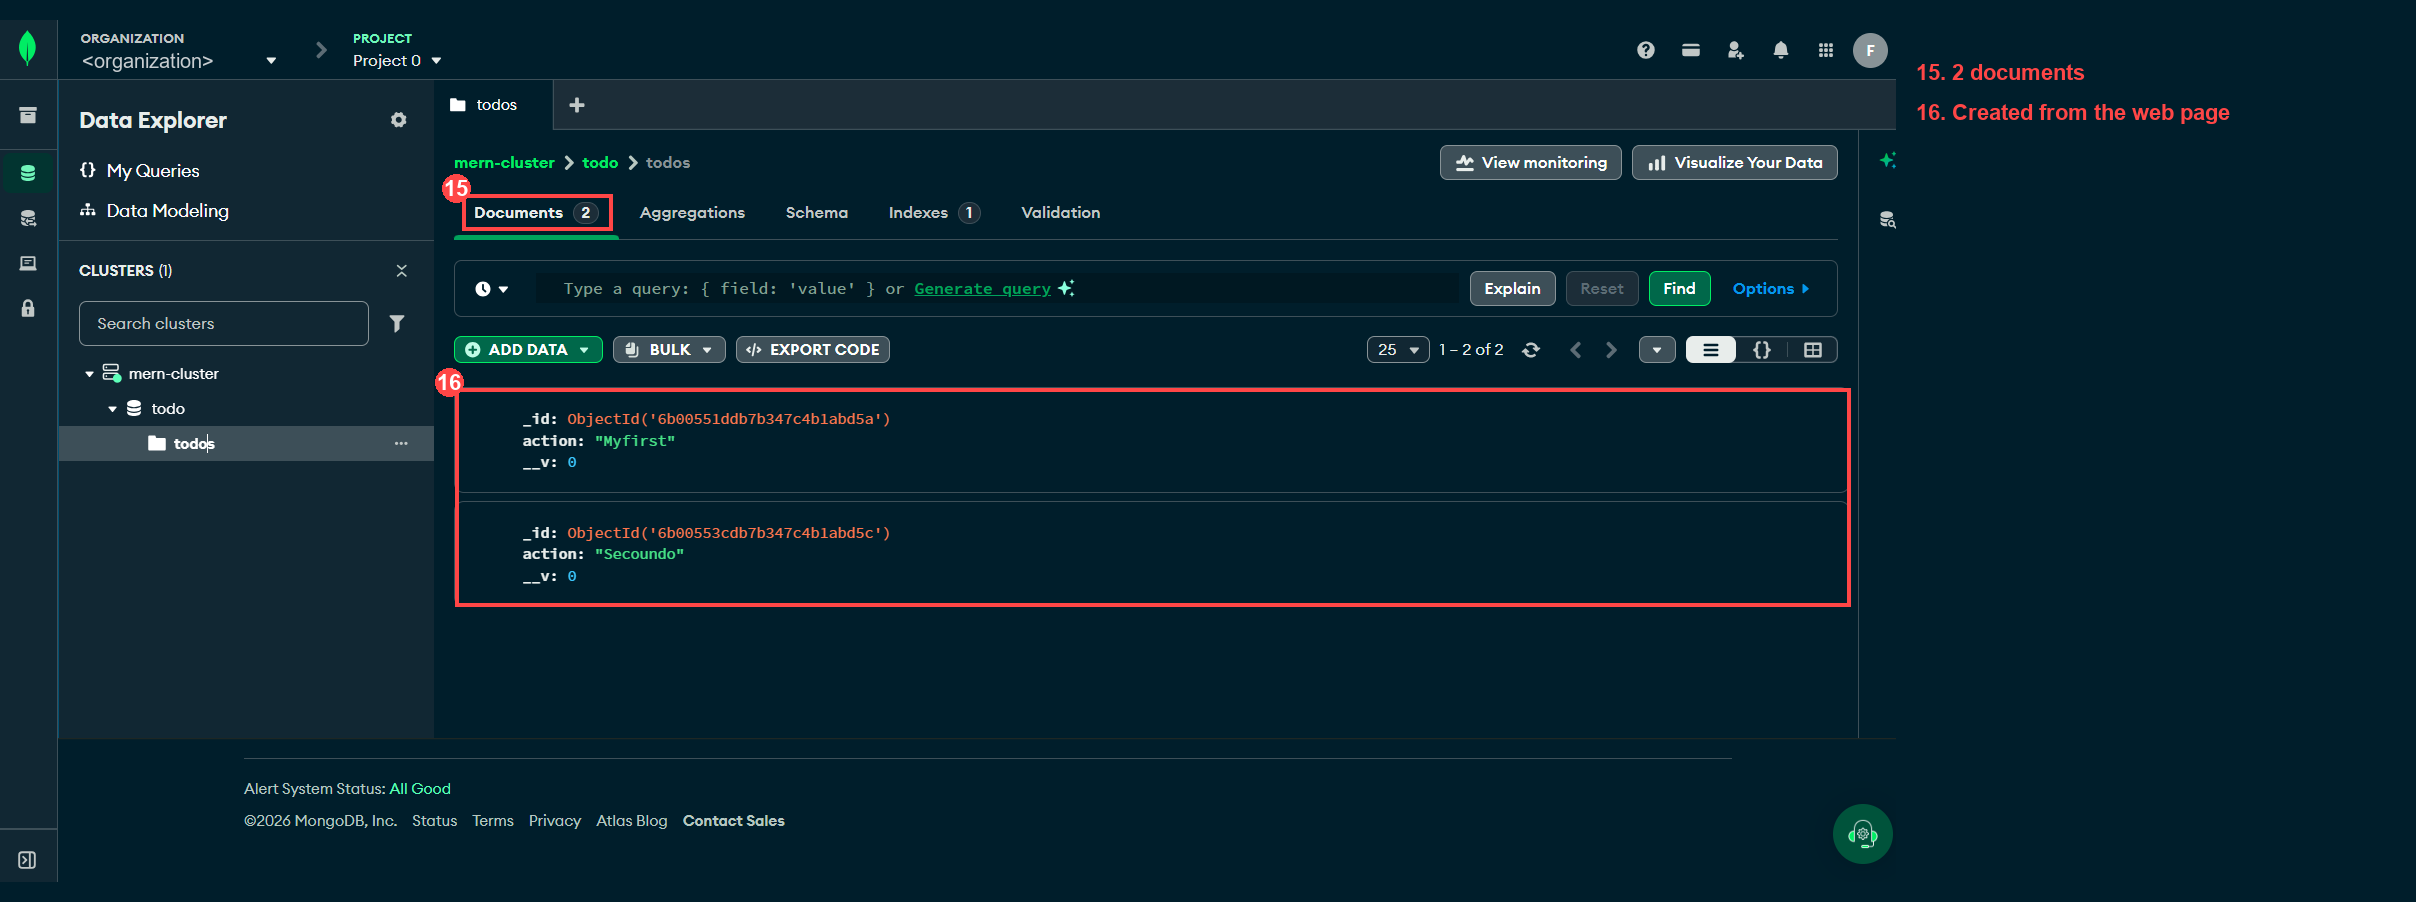 ORGANIZATION
<organization>
PROJECT
Project 0
F
15. 2 documents
16. Created from the web page
Data Explorer
My Queries
Data Modeling
CLUSTERS (1)
Search clusters
mern-cluster
todo
todos
todos
mern-cluster > todo > todos
View monitoring
Visualize Your Data
15
Documents 2
Aggregations
Schema
Indexes 1
Validation
Type a query: { field: 'value' } or Generate query
Explain
Reset
Find
Options
ADD DATA
BULK
</> EXPORT CODE
25
1 – 2 of 2
{}
16
_id: ObjectId('6b00551ddb7b347c4b1abd5a')
action: "Myfirst"
__v: 0
_id: ObjectId('6b00553cdb7b347c4b1abd5c')
action: "Secoundo"
__v: 0
Alert System Status: All Good
©2026 MongoDB, Inc. Status Terms Privacy Atlas Blog Contact Sales